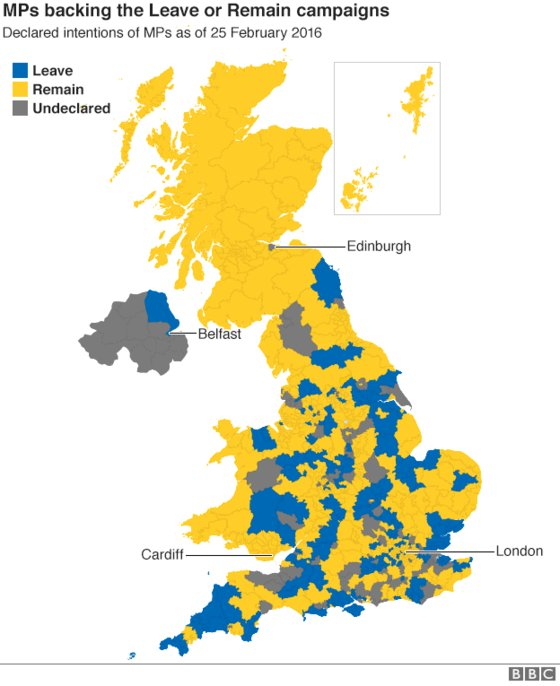 MPs backing the Leave or Remain campaigns
Declared intentions of MPs as of 25 February 2016
Leave
Remain
Undeclared
Edinburgh
Belfast
Cardiff
London
BBC